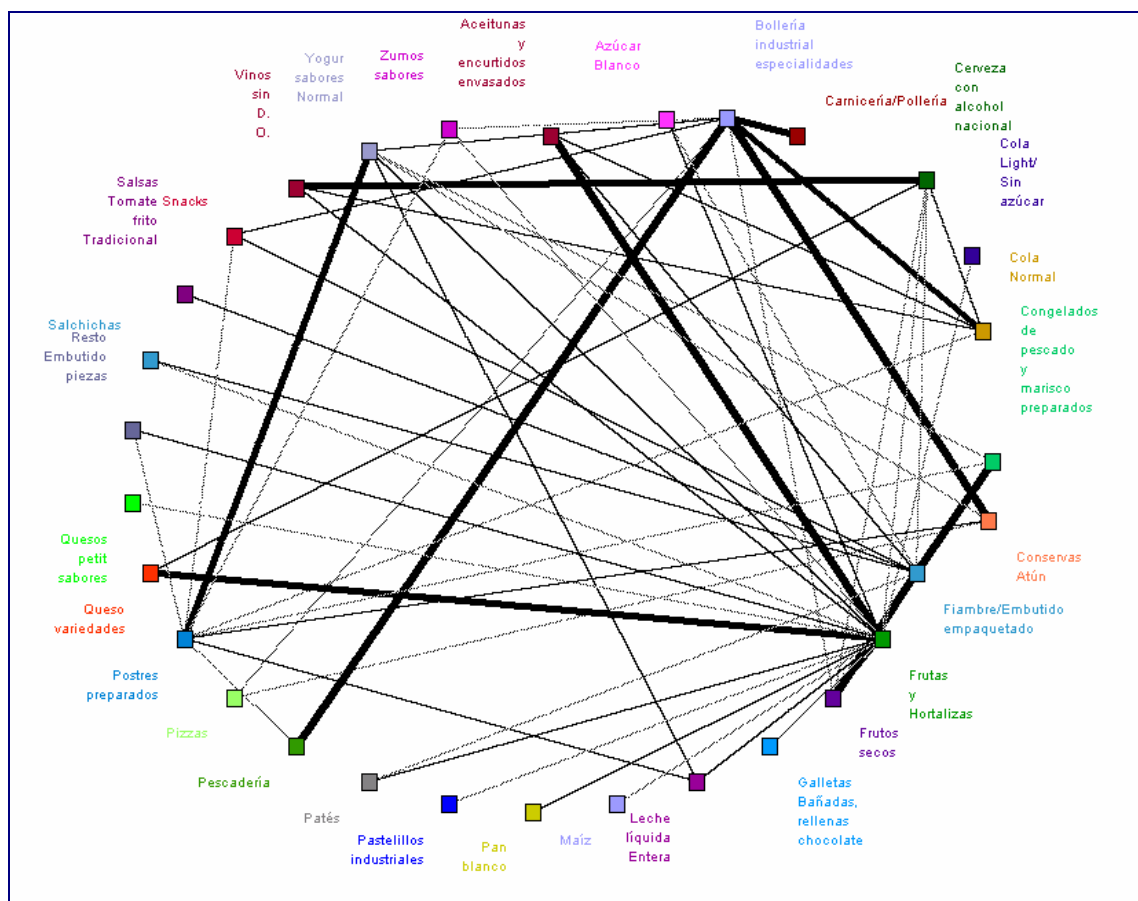 Aceitunas
y
encurtidos
envasados
Bollería
industrial
especialidades
Azúcar
Blanco
Zumos
sabores
Yogur
sabores
Normal
Vinos
sin
D.
O.
Cerveza
con
alcohol
nacional
Carnicería/Pollería
Cola
Light/
Sin
azúcar
Salsas
Tomate
frito
Tradicional
Snacks
Cola
Normal
Congelados
de
pescado
y
marisco
preparados
Salchichas
Resto
Embutido
piezas
Quesos
petit
sabores
Conservas
Atún
Queso
variedades
Fiambre/Embutido
empaquetado
Postres
preparados
Frutas
y
Hortalizas
Pizzas
Frutos
secos
Pescadería
Galletas
Bañadas,
rellenas
chocolate
Patés
Pastelillos
industriales
Pan
blanco
Maíz
Leche
líquida
Entera